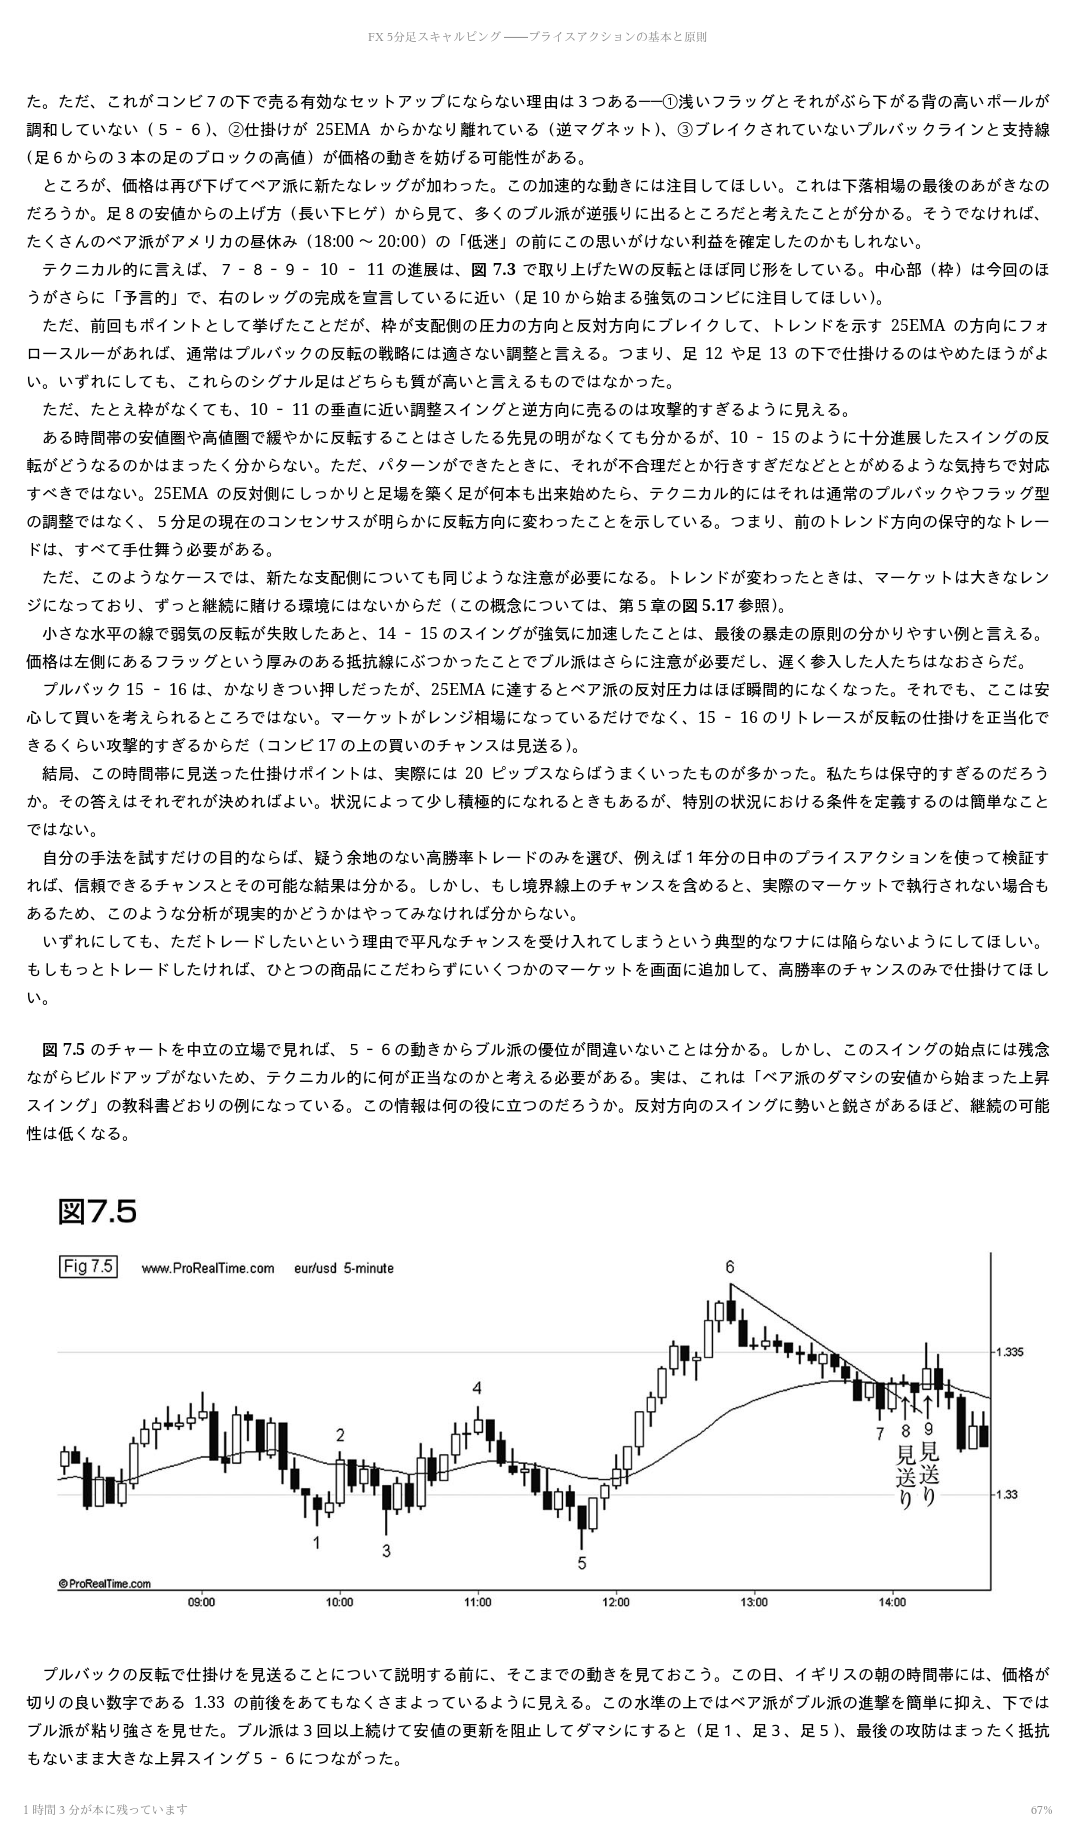 FX 5分足スキャルピング ――プライスアクションの基本と原則
た。ただ、これがコンビ７の下で売る有効なセットアップにならない理由は３つある――①浅いフラッグとそれがぶら下がる背の高いポールが
調和していない（５‐６）、②仕掛けが 25EMA からかなり離れている（逆マグネット）、③ブレイクされていないプルバックラインと支持線
（足６からの３本の足のブロックの高値）が価格の動きを妨げる可能性がある。
ところが、価格は再び下げてベア派に新たなレッグが加わった。この加速的な動きには注目してほしい。これは下落相場の最後のあがきなの
だろうか。足８の安値からの上げ方（長い下ヒゲ）から見て、多くのブル派が逆張りに出るところだと考えたことが分かる。そうでなければ、
たくさんのベア派がアメリカの昼休み（18:00 ～ 20:00）の「低迷」の前にこの思いがけない利益を確定したのかもしれない。
テクニカル的に言えば、７‐８‐９‐ 10 ‐ 11 の進展は、図 7.3 で取り上げたＷの反転とほぼ同じ形をしている。中心部（枠）は今回のほ
うがさらに「予言的」で、右のレッグの完成を宣言しているに近い（足 10 から始まる強気のコンビに注目してほしい）。
ただ、前回もポイントとして挙げたことだが、枠が支配側の圧力の方向と反対方向にブレイクして、トレンドを示す 25EMA の方向にフォ
ロースルーがあれば、通常はプルバックの反転の戦略には適さない調整と言える。つまり、足 12 や足 13 の下で仕掛けるのはやめたほうがよ
い。いずれにしても、これらのシグナル足はどちらも質が高いと言えるものではなかった。
ただ、たとえ枠がなくても、10 ‐ 11 の垂直に近い調整スイングと逆方向に売るのは攻撃的すぎるように見える。
ある時間帯の安値圏や高値圏で緩やかに反転することはさしたる先見の明がなくても分かるが、10 ‐ 15 のように十分進展したスイングの反
転がどうなるのかはまったく分からない。ただ、パターンができたときに、それが不合理だとか行きすぎだなどととがめるような気持ちで対応
すべきではない。25EMA の反対側にしっかりと足場を築く足が何本も出来始めたら、テクニカル的にはそれは通常のプルバックやフラッグ型
の調整ではなく、５分足の現在のコンセンサスが明らかに反転方向に変わったことを示している。つまり、前のトレンド方向の保守的なトレー
ドは、すべて手仕舞う必要がある。
ただ、このようなケースでは、新たな支配側についても同じような注意が必要になる。トレンドが変わったときは、マーケットは大きなレン
ジになっており、ずっと継続に賭ける環境にはないからだ（この概念については、第５章の図 5.17 参照）。
小さな水平の線で弱気の反転が失敗したあと、14 ‐ 15 のスイングが強気に加速したことは、最後の暴走の原則の分かりやすい例と言える。
価格は左側にあるフラッグという厚みのある抵抗線にぶつかったことでブル派はさらに注意が必要だし、遅く参入した人たちはなおさらだ。
プルバック 15 ‐ 16 は、かなりきつい押しだったが、25EMA に達するとベア派の反対圧力はほぼ瞬間的になくなった。それでも、ここは安
心して買いを考えられるところではない。マーケットがレンジ相場になっているだけでなく、15 ‐ 16 のリトレースが反転の仕掛けを正当化で
きるくらい攻撃的すぎるからだ（コンビ 17 の上の買いのチャンスは見送る）。
結局、この時間帯に見送った仕掛けポイントは、実際には 20 ピップスならばうまくいったものが多かった。私たちは保守的すぎるのだろう
か。その答えはそれぞれが決めればよい。状況によって少し積極的になれるときもあるが、特別の状況における条件を定義するのは簡単なこと
ではない。
自分の手法を試すだけの目的ならば、疑う余地のない高勝率トレードのみを選び、例えば１年分の日中のプライスアクションを使って検証す
れば、信頼できるチャンスとその可能な結果は分かる。しかし、もし境界線上のチャンスを含めると、実際のマーケットで執行されない場合も
あるため、このような分析が現実的かどうかはやってみなければ分からない。
いずれにしても、ただトレードしたいという理由で平凡なチャンスを受け入れてしまうという典型的なワナには陥らないようにしてほしい。
もしもっとトレードしたければ、ひとつの商品にこだわらずにいくつかのマーケットを画面に追加して、高勝率のチャンスのみで仕掛けてほし
い。
図 7.5 のチャートを中立の立場で見れば、５‐６の動きからブル派の優位が間違いないことは分かる。しかし、このスイングの始点には残念
ながらビルドアップがないため、テクニカル的に何が正当なのかと考える必要がある。実は、これは「ベア派のダマシの安値から始まった上昇
スイング」の教科書どおりの例になっている。この情報は何の役に立つのだろうか。反対方向のスイングに勢いと鋭さがあるほど、継続の可能
性は低くなる。
図7.5
Fig 7.5 www.ProRealTime.com eur/usd 5-minute
6
1.335
4
2
7 8 9
見送り 見送り
1.33
1
3
5
©ProRealTime.com
09:00 10:00 11:00 12:00 13:00 14:00
プルバックの反転で仕掛けを見送ることについて説明する前に、そこまでの動きを見ておこう。この日、イギリスの朝の時間帯には、価格が
切りの良い数字である 1.33 の前後をあてもなくさまよっているように見える。この水準の上ではベア派がブル派の進撃を簡単に抑え、下では
ブル派が粘り強さを見せた。ブル派は３回以上続けて安値の更新を阻止してダマシにすると（足１、足３、足５）、最後の攻防はまったく抵抗
もないまま大きな上昇スイング５‐６につながった。
1 時間 3 分が本に残っています
67%